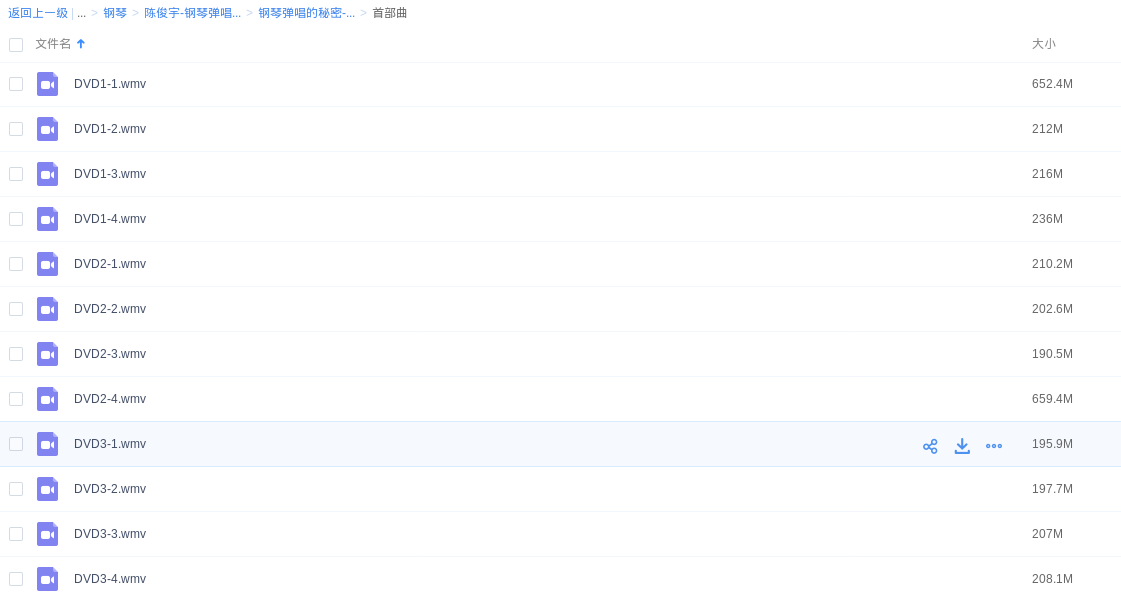 返回上一级 | ... > 钢琴 > 陈俊宇-钢琴弹唱... > 钢琴弹唱的秘密-... > 首部曲
文件名 大小
DVD1-1.wmv 652.4M
DVD1-2.wmv 212M
DVD1-3.wmv 216M
DVD1-4.wmv 236M
DVD2-1.wmv 210.2M
DVD2-2.wmv 202.6M
DVD2-3.wmv 190.5M
DVD2-4.wmv 659.4M
DVD3-1.wmv 195.9M
DVD3-2.wmv 197.7M
DVD3-3.wmv 207M
DVD3-4.wmv 208.1M